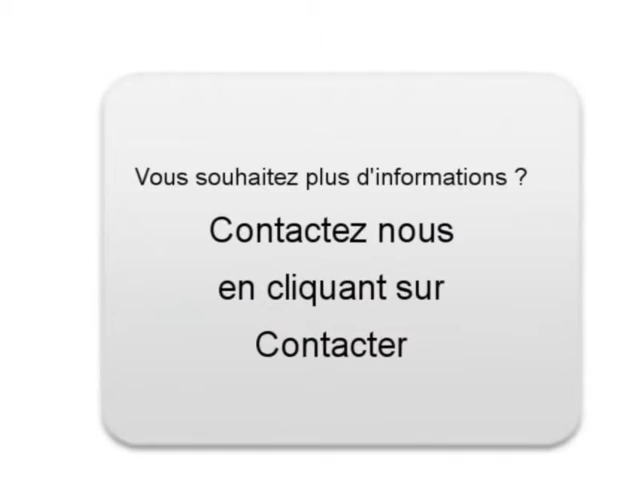 Vous souhaitez plus d'informations ?
Contactez nous
en cliquant sur
Contacter